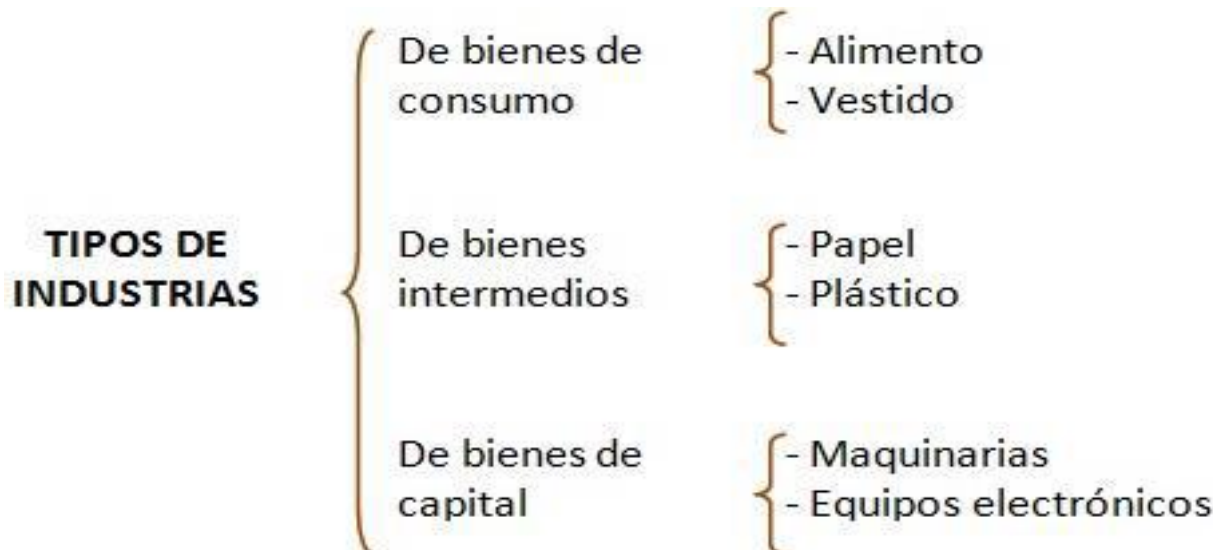 De bienes de
consumo
- Alimento
- Vestido
TIPOS DE
INDUSTRIAS
De bienes
intermedios
- Papel
- Plástico
De bienes de
capital
- Maquinarias
- Equipos electrónicos